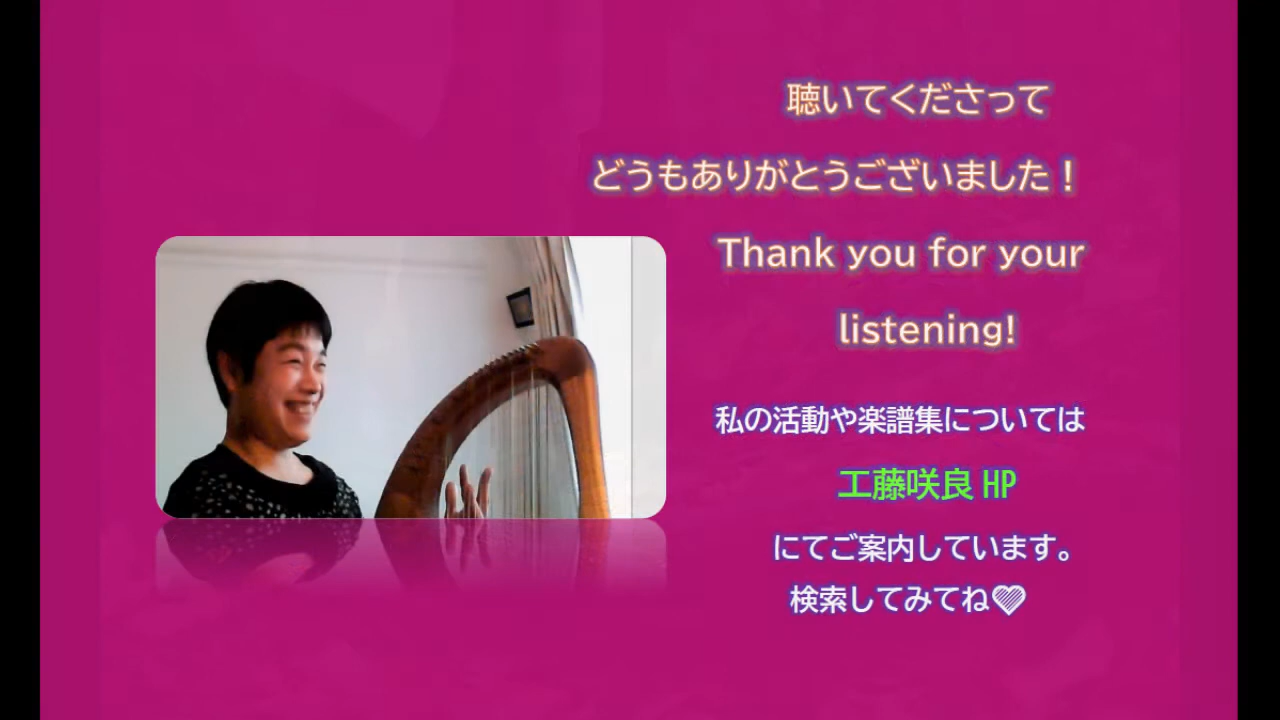 聴いてくださって
どうもありがとうございました！
Thank you for your
listening!
私の活動や楽譜集については
工藤咲良 HP
にてご案内しています。
検索してみてね♡